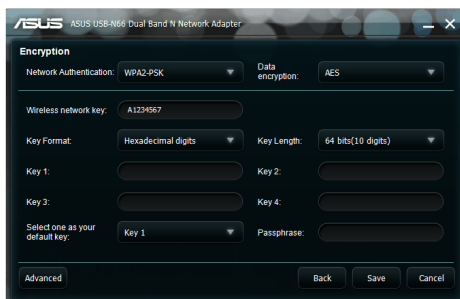 ASUS ASUS USB-N66 Dual Band N Network Adapter
Encryption
Network Authentication: WPA2-PSK Data encryption: AES
Wireless network key: A1234567
Key Format: Hexadecimal digits Key Length: 64 bits(10 digits)
Key 1: Key 2:
Key 3: Key 4:
Select one as your default key: Key 1 Passphrase:
Advanced Back Save Cancel